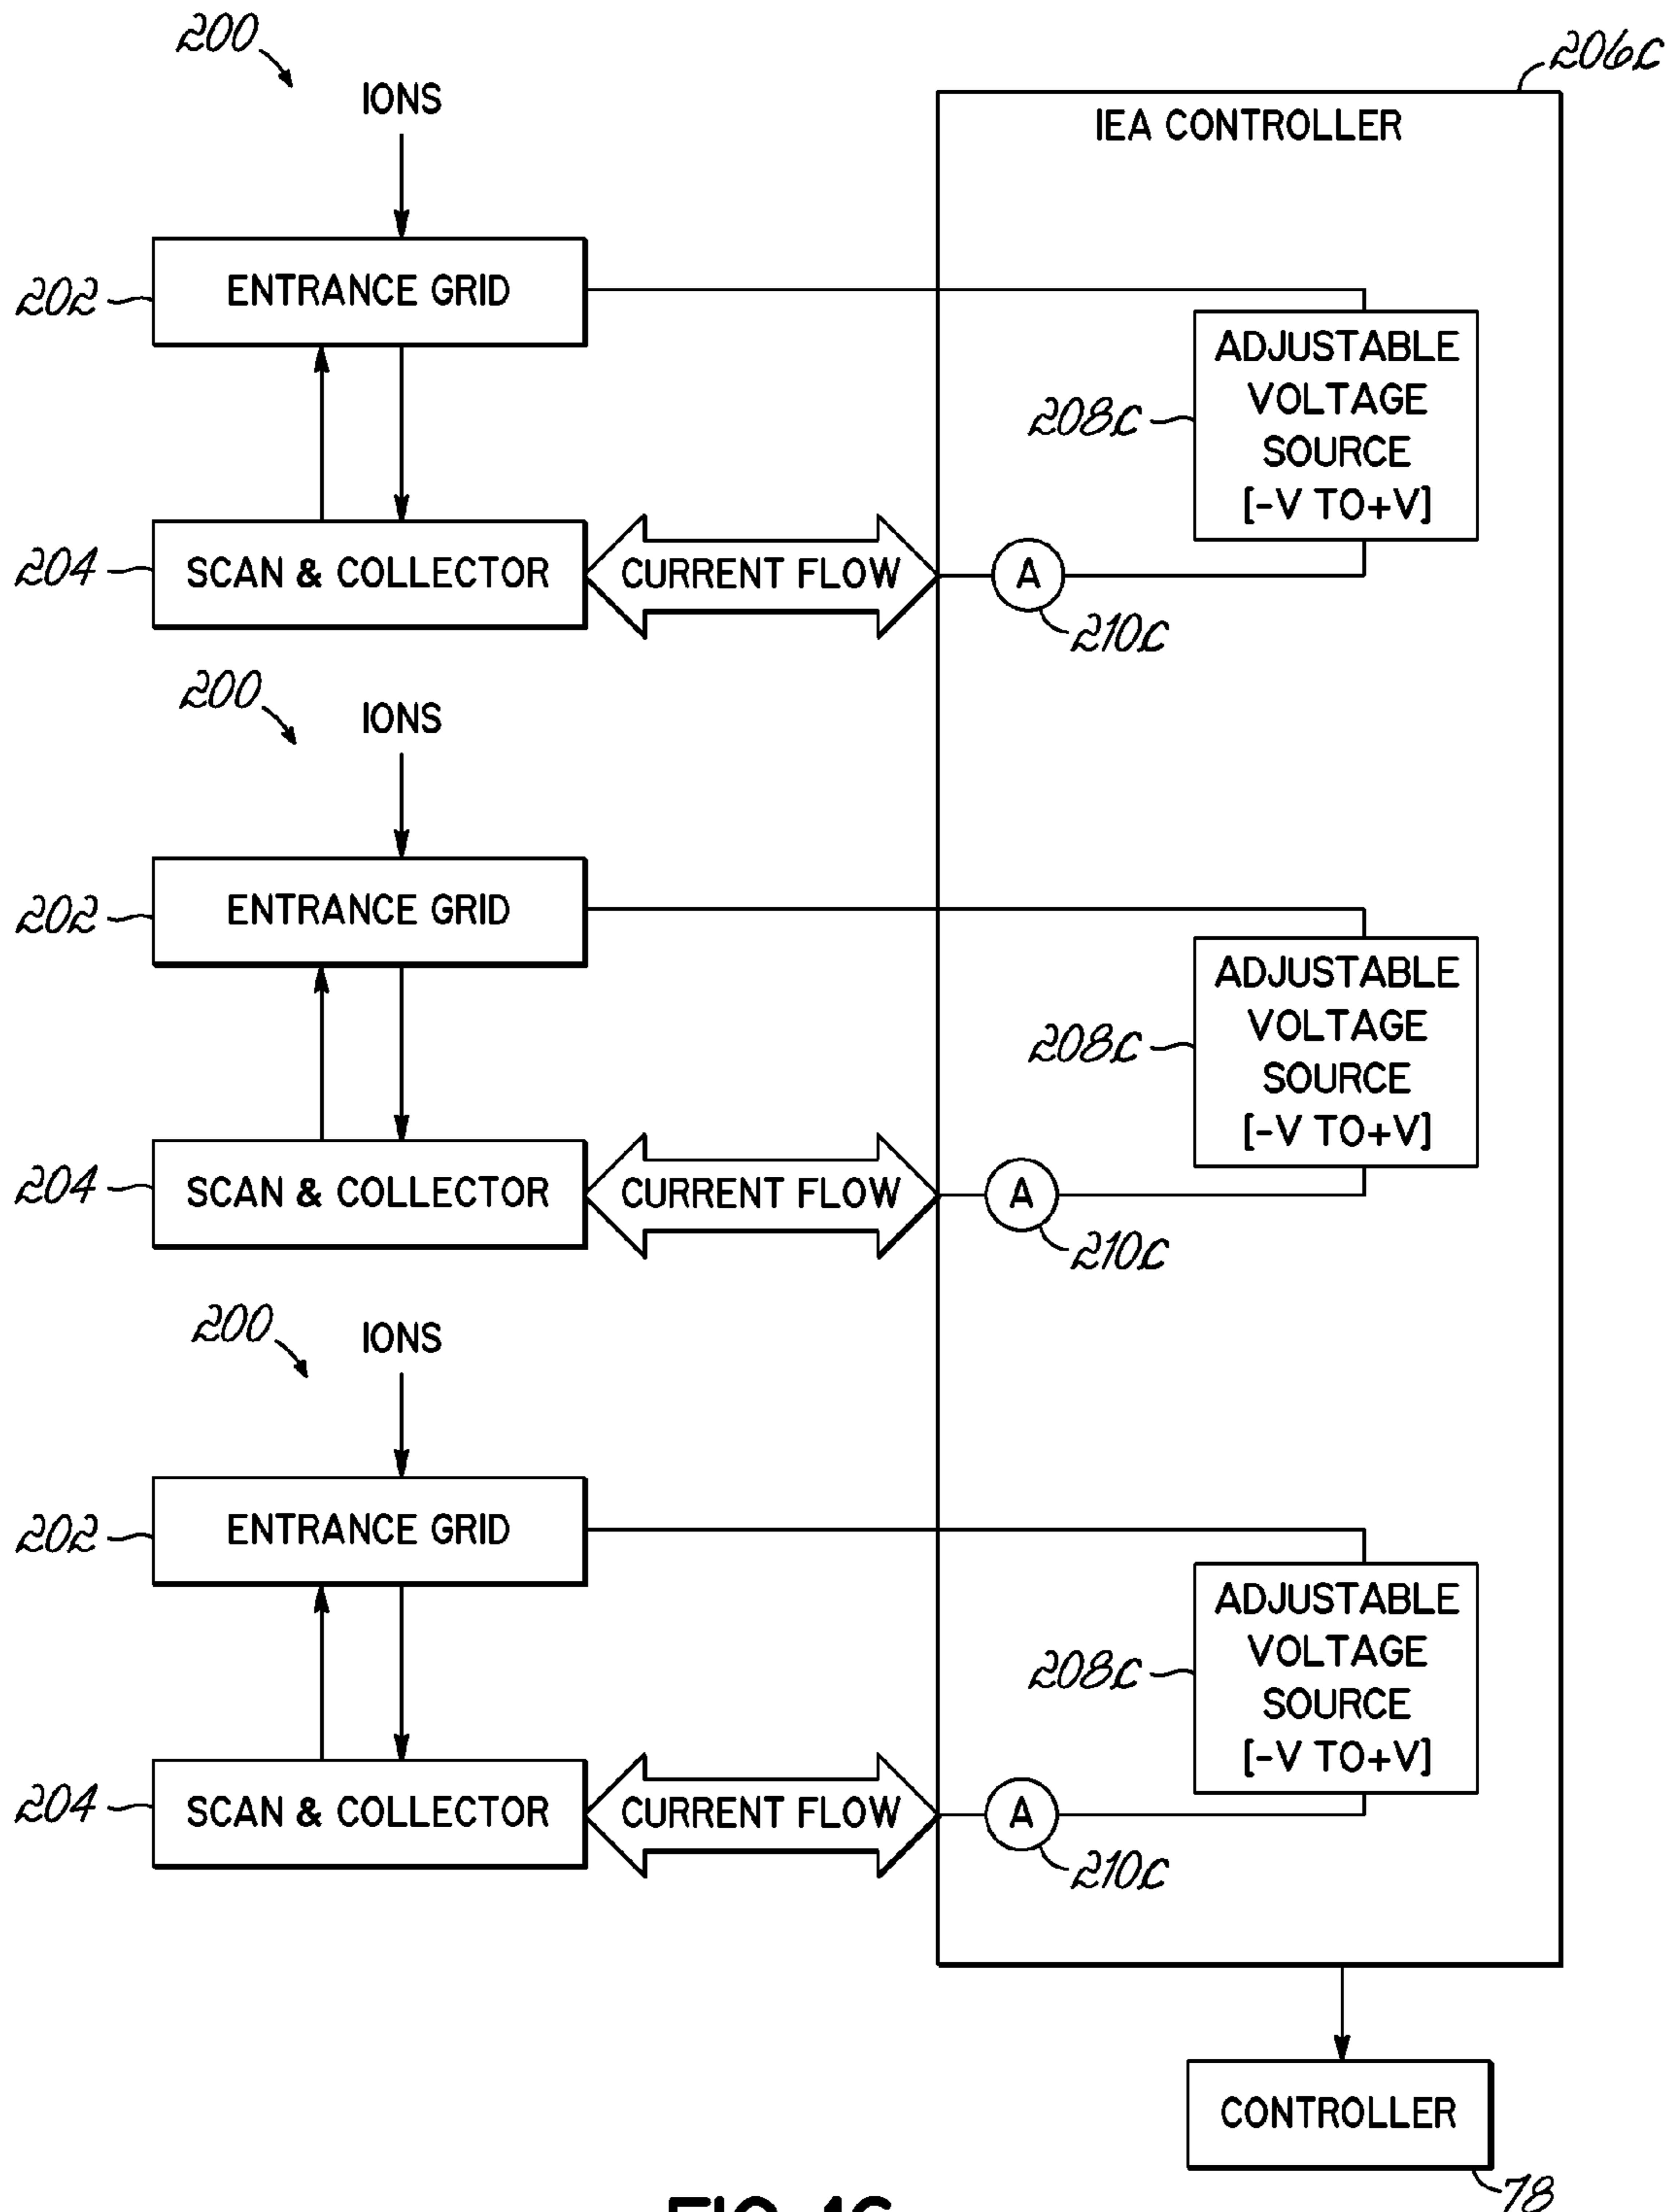 200
206C
IONS
IEA CONTROLLER
202
ENTRANCE GRID
ADJUSTABLE
VOLTAGE
SOURCE
[-V TO+V]
208C
204
SCAN & COLLECTOR
CURRENT FLOW
A
210C
200
IONS
202
ENTRANCE GRID
ADJUSTABLE
VOLTAGE
SOURCE
[-V TO+V]
208C
204
SCAN & COLLECTOR
CURRENT FLOW
A
210C
200
IONS
202
ENTRANCE GRID
ADJUSTABLE
VOLTAGE
SOURCE
[-V TO+V]
208C
204
SCAN & COLLECTOR
CURRENT FLOW
A
210C
CONTROLLER
78